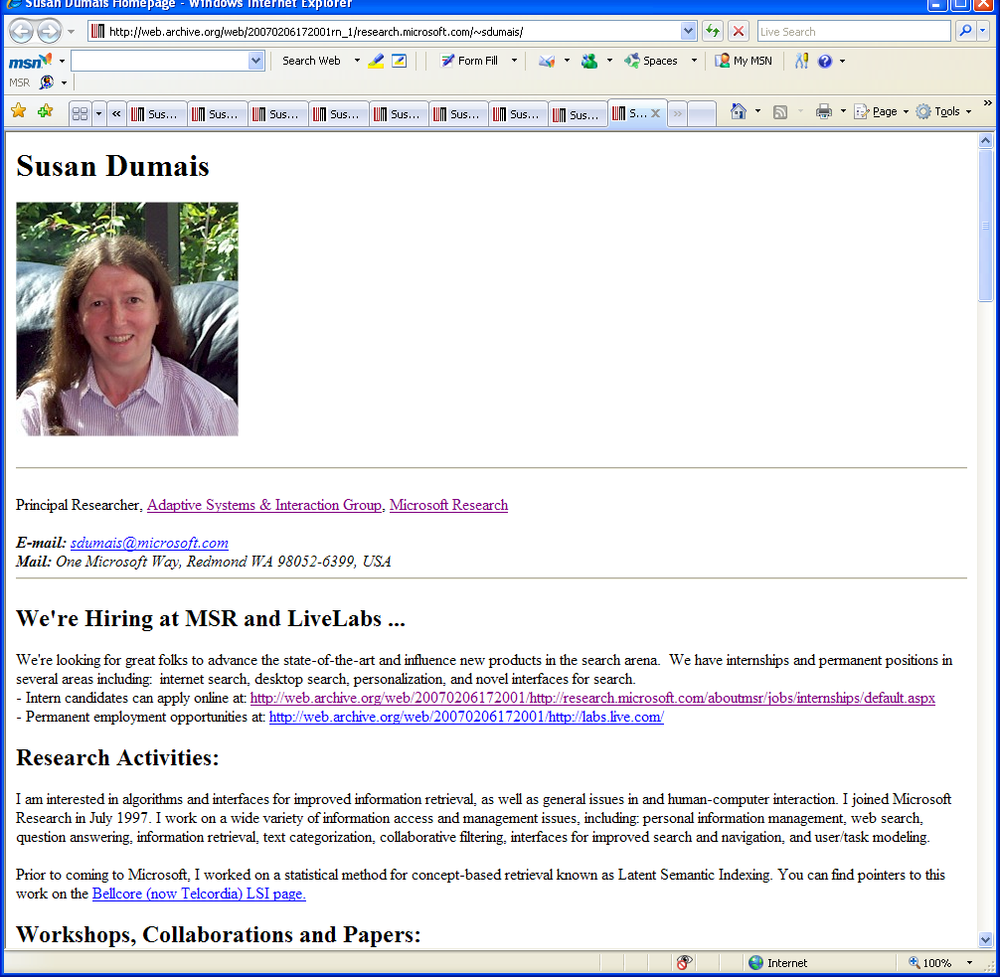 Susan Dumais Homepage - Windows Internet Explorer
http://web.archive.org/web/20070206172001rn_1/research.microsoft.com/~sdumais/
Live Search
msn
Search Web
Form Fill
Spaces
My MSN
MSR
Sus...
Sus...
Sus...
Sus...
Sus...
Sus...
Sus...
Sus...
S...
Page
Tools
Susan Dumais
Principal Researcher, Adaptive Systems & Interaction Group, Microsoft Research
E-mail: sdumais@microsoft.com
Mail: One Microsoft Way, Redmond WA 98052-6399, USA
We're Hiring at MSR and LiveLabs ...
We're looking for great folks to advance the state-of-the-art and influence new products in the search arena.  We have internships and permanent positions in
several areas including:  internet search, desktop search, personalization, and novel interfaces for search.
- Intern candidates can apply online at: http://web.archive.org/web/20070206172001/http://research.microsoft.com/aboutmsr/jobs/internships/default.aspx
- Permanent employment opportunities at: http://web.archive.org/web/20070206172001/http://labs.live.com/
Research Activities:
I am interested in algorithms and interfaces for improved information retrieval, as well as general issues in and human-computer interaction. I joined Microsoft
Research in July 1997. I work on a wide variety of information access and management issues, including: personal information management, web search,
question answering, information retrieval, text categorization, collaborative filtering, interfaces for improved search and navigation, and user/task modeling.
Prior to coming to Microsoft, I worked on a statistical method for concept-based retrieval known as Latent Semantic Indexing. You can find pointers to this
work on the Bellcore (now Telcordia) LSI page.
Workshops, Collaborations and Papers:
Internet
100%